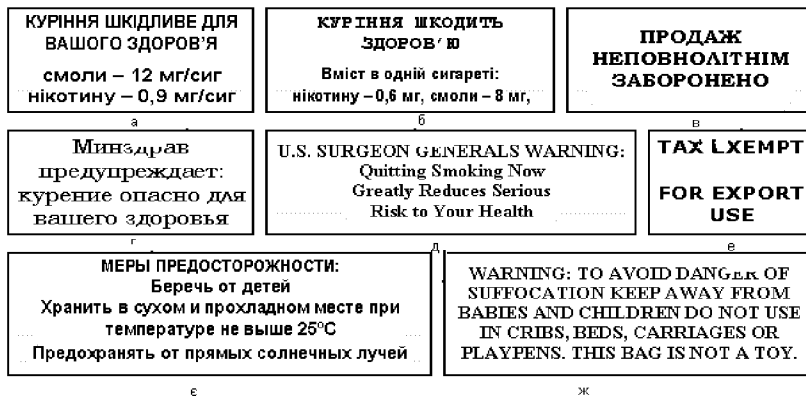 КУРІННЯ ШКІДЛИВЕ ДЛЯ
ВАШОГО ЗДОРОВ'Я
смоли – 12 мг/сиг
нікотину – 0,9 мг/сиг
а
КУРІННЯ ШКОДИТЬ
ЗДОРОВ'Ю
Вміст в одній сигареті:
нікотину – 0,6 мг, смоли – 8 мг,
б
ПРОДАЖ
НЕПОВНОЛІТНІМ
ЗАБОРОНЕНО
в
Минздрав
предупреждает:
курение опасно для
вашего здоровья
г
U.S. SURGEON GENERALS WARNING:
Quitting Smoking Now
Greatly Reduces Serious
Risk to Your Health
д
TAX LXEMPT
FOR EXPORT
USE
е
МЕРЫ ПРЕДОСТОРОЖНОСТИ:
Беречь от детей
Хранить в сухом и прохладном месте при
температуре не выше 25°С
Предохранять от прямых солнечных лучей
є
WARNING: TO AVOID DANGER OF
SUFFOCATION KEEP AWAY FROM
BABIES AND CHILDREN DO NOT USE
IN CRIBS, BEDS, CARRIAGES OR
PLAYPENS. THIS BAG IS NOT A TOY.
ж